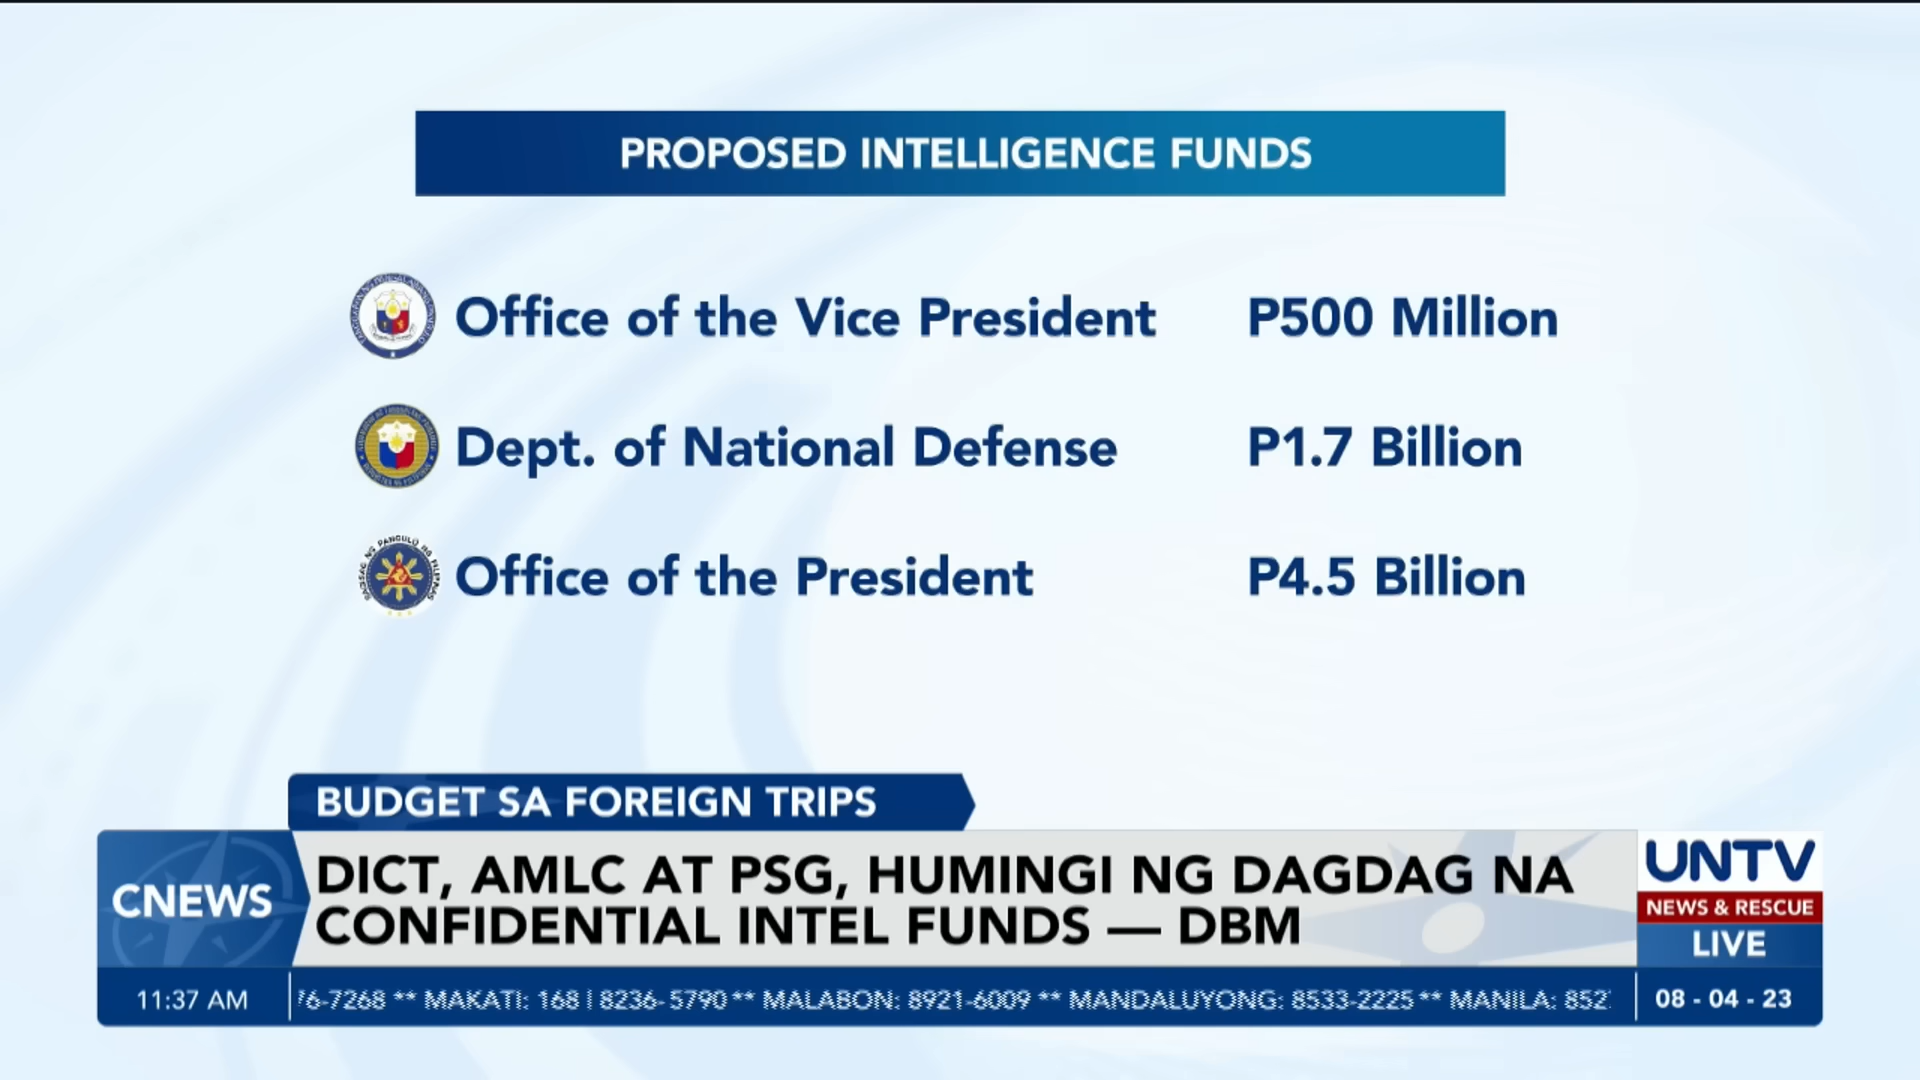 PROPOSED INTELLIGENCE FUNDS
Office of the Vice President P500 Million
Dept. of National Defense P1.7 Billion
Office of the President P4.5 Billion
BUDGET SA FOREIGN TRIPS
CNEWS
DICT, AMLC AT PSG, HUMINGI NG DAGDAG NA
CONFIDENTIAL INTEL FUNDS — DBM
UNTV
NEWS & RESCUE
LIVE
11:37 AM
6-7268 ** MAKATI: 168 | 8236-5790 ** MALABON: 8921-6009 ** MANDALUYONG: 8533-2225 ** MANILA: 852
08 - 04 - 23